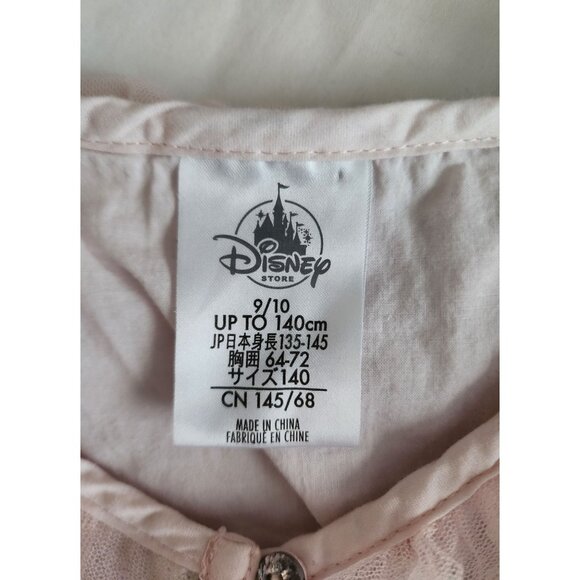 Disney
STORE
9/10
UP TO 140cm
JP日本身長135-145
胸囲 64-72
サイズ140
CN 145/68
MADE IN CHINA
FABRIQUÉ EN CHINE